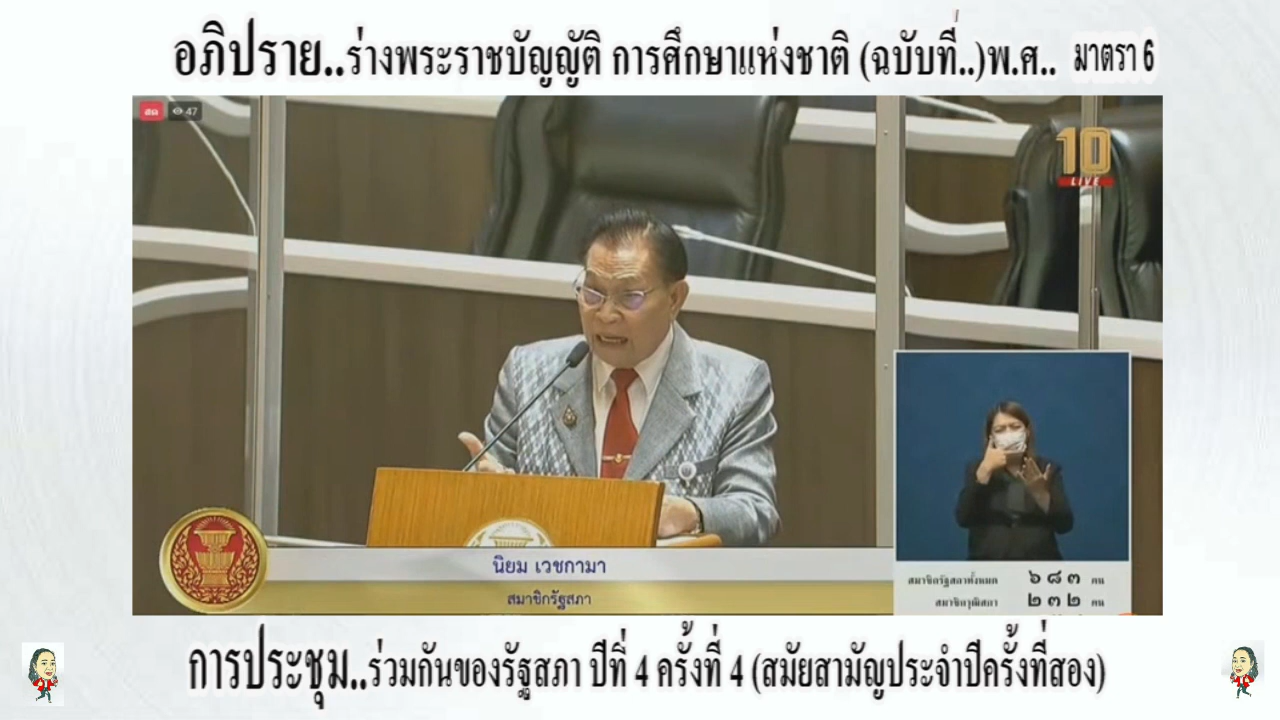 อภิปราย..ร่างพระราชบัญญัติ การศึกษาแห่งชาติ (ฉบับที่..)พ.ศ.. มาตรา 6
สด 47
10
LIVE
นิยม เวชกามา
สมาชิกรัฐสภา
สมาชิกรัฐสภาทั้งหมด ๖๘๓ คน
สมาชิกวุฒิสภา ๒๓๒ คน
การประชุม..ร่วมกันของรัฐสภา ปีที่ 4 ครั้งที่ 4 (สมัยสามัญประจำปีครั้งที่สอง)